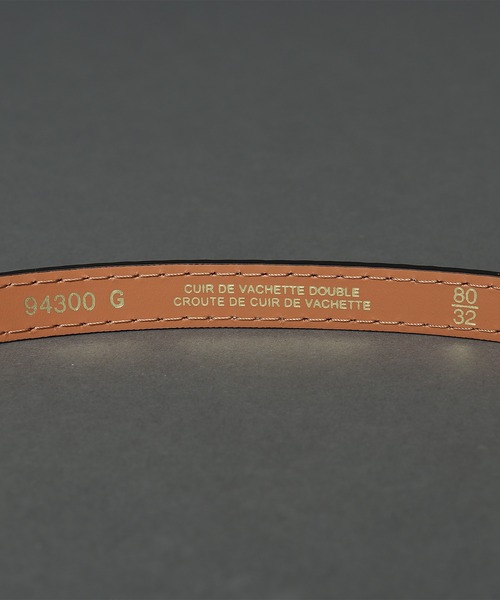 94300 G
CUIR DE VACHETTE DOUBLE
CROUTE DE CUIR DE VACHETTE
80
32